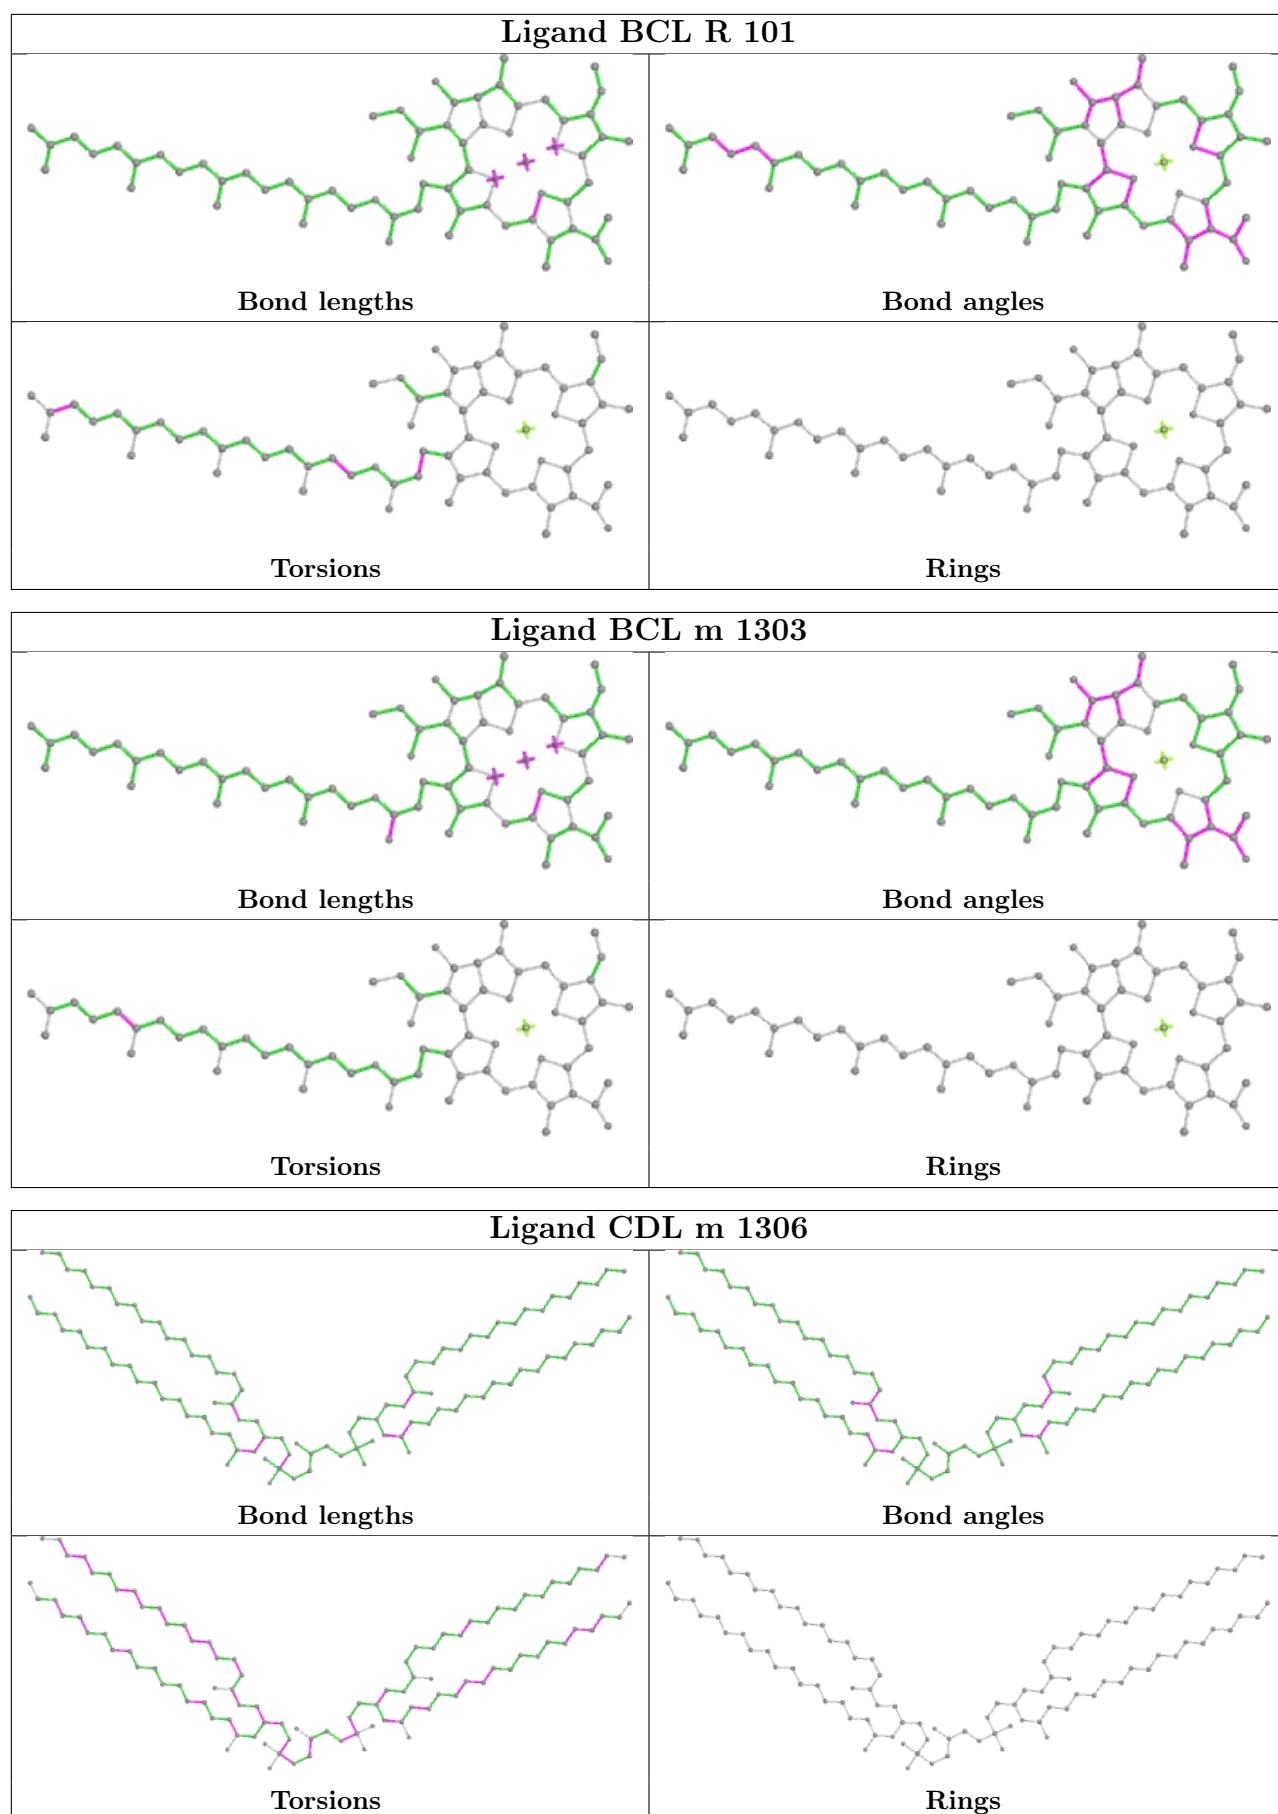 Ligand BCL R 101
Bond lengths
Bond angles
Torsions
Rings
Ligand BCL m 1303
Bond lengths
Bond angles
Torsions
Rings
Ligand CDL m 1306
Bond lengths
Bond angles
Torsions
Rings